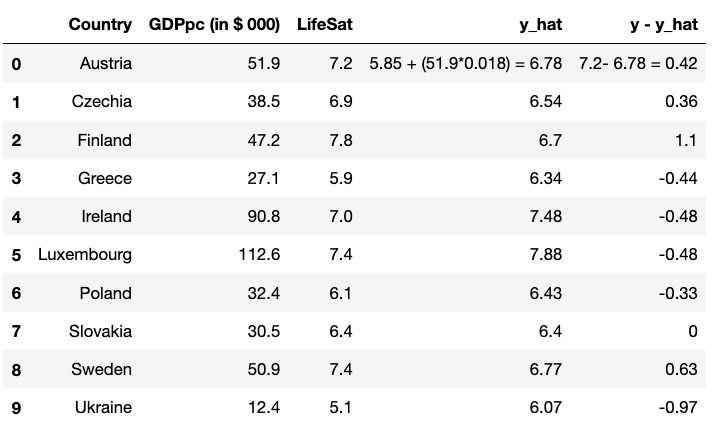 Country GDPpc (in $ 000) LifeSat y_hat y - y_hat
0 Austria 51.9 7.2 5.85 + (51.9*0.018) = 6.78 7.2- 6.78 = 0.42
1 Czechia 38.5 6.9 6.54 0.36
2 Finland 47.2 7.8 6.7 1.1
3 Greece 27.1 5.9 6.34 -0.44
4 Ireland 90.8 7.0 7.48 -0.48
5 Luxembourg 112.6 7.4 7.88 -0.48
6 Poland 32.4 6.1 6.43 -0.33
7 Slovakia 30.5 6.4 6.4 0
8 Sweden 50.9 7.4 6.77 0.63
9 Ukraine 12.4 5.1 6.07 -0.97